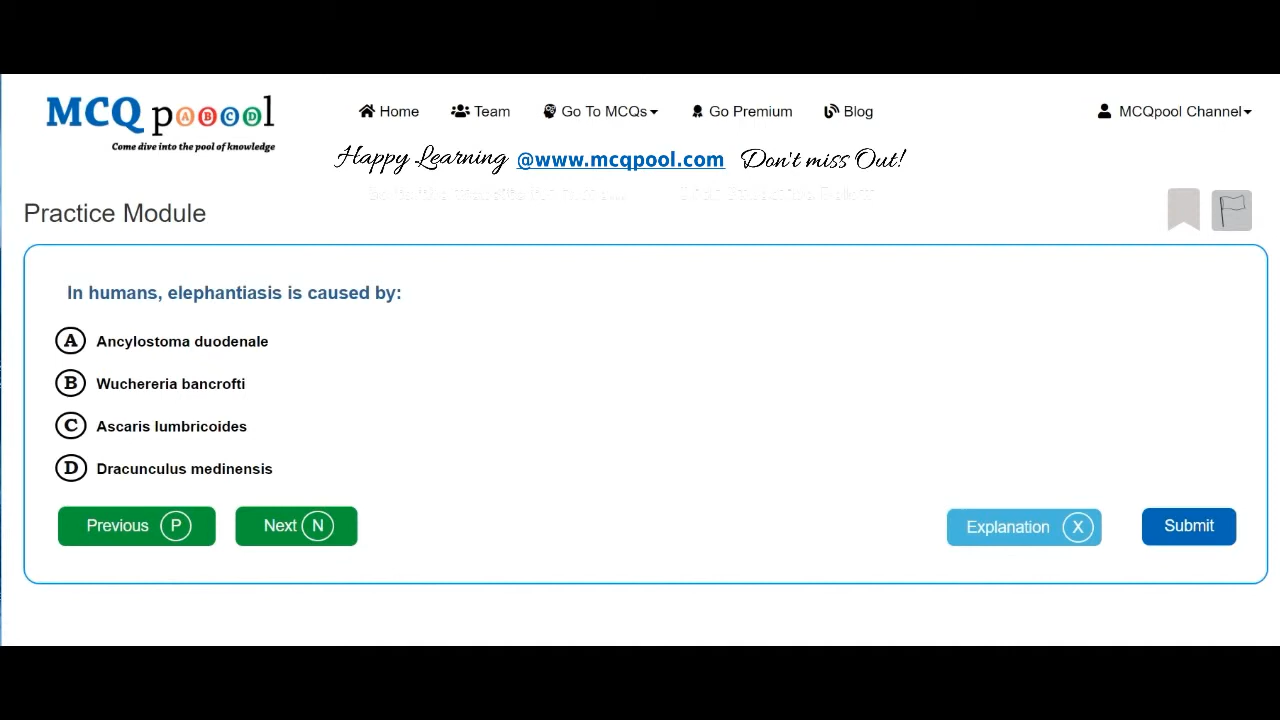 MCQ pABCDl
Come dive into the pool of knowledge
Home Team Go To MCQs Go Premium Blog MCQpool Channel
Happy Learning @www.mcqpool.com Don't miss Out!
Practice Module
In humans, elephantiasis is caused by:
A Ancylostoma duodenale
B Wuchereria bancrofti
C Ascaris lumbricoides
D Dracunculus medinensis
Previous P Next N Explanation X Submit